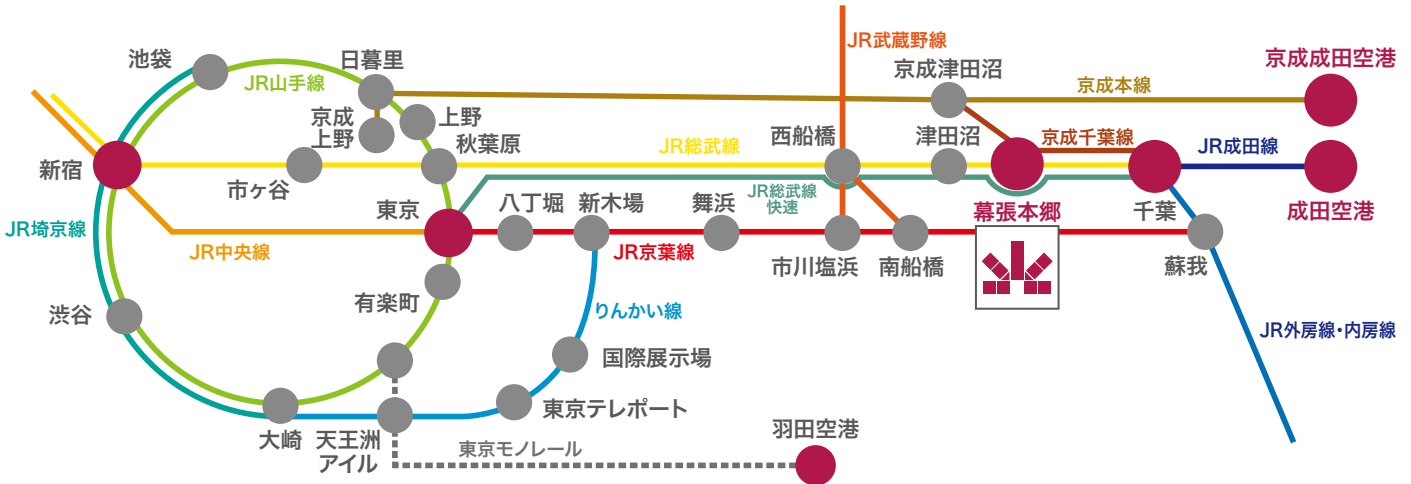 JR武蔵野線
池袋
日暮里
京成津田沼
京成成田空港
JR山手線
京成本線
京成
上野
上野
秋葉原
西船橋
津田沼
京成千葉線
JR総武線
JR成田線
新宿
市ヶ谷
JR総武線
快速
東京
八丁堀
新木場
舞浜
幕張本郷
千葉
成田空港
JR埼京線
JR中央線
JR京葉線
市川塩浜
南船橋
蘇我
有楽町
渋谷
りんかい線
JR外房線・内房線
国際展示場
東京テレポート
大崎
天王洲
アイル
東京モノレール
羽田空港